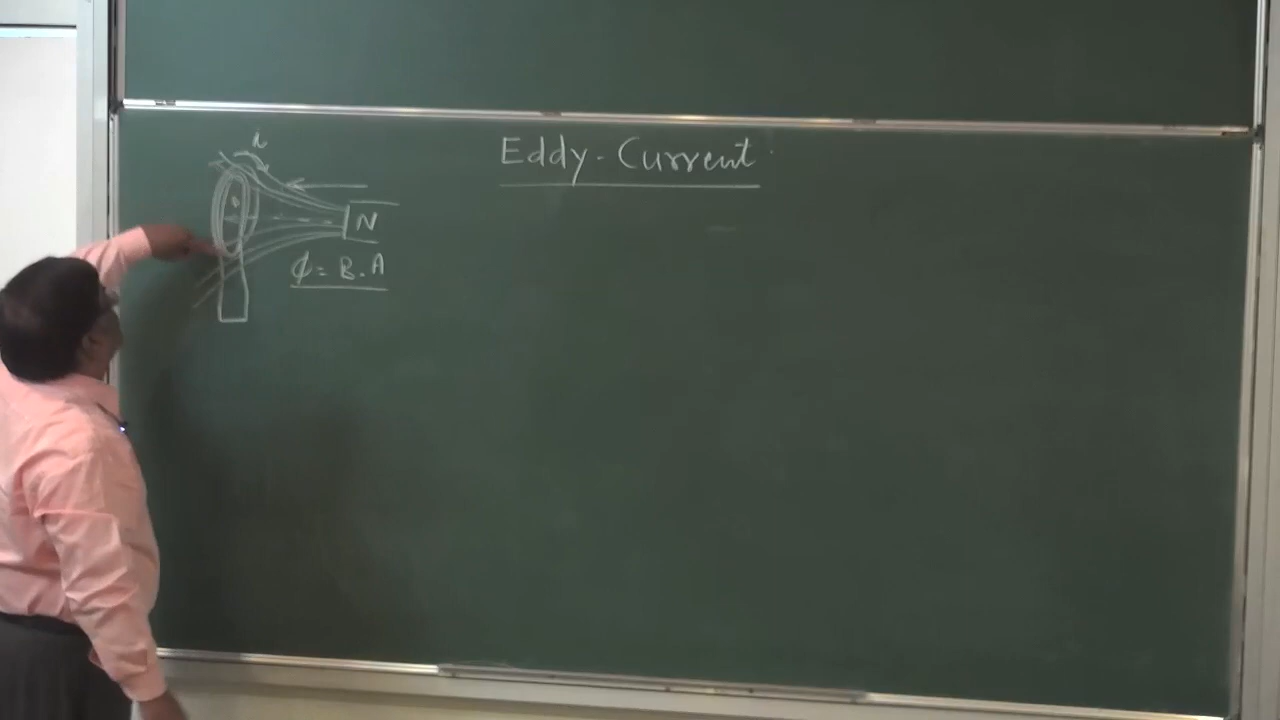 Eddy-Current
i
N
ϕ = B.A